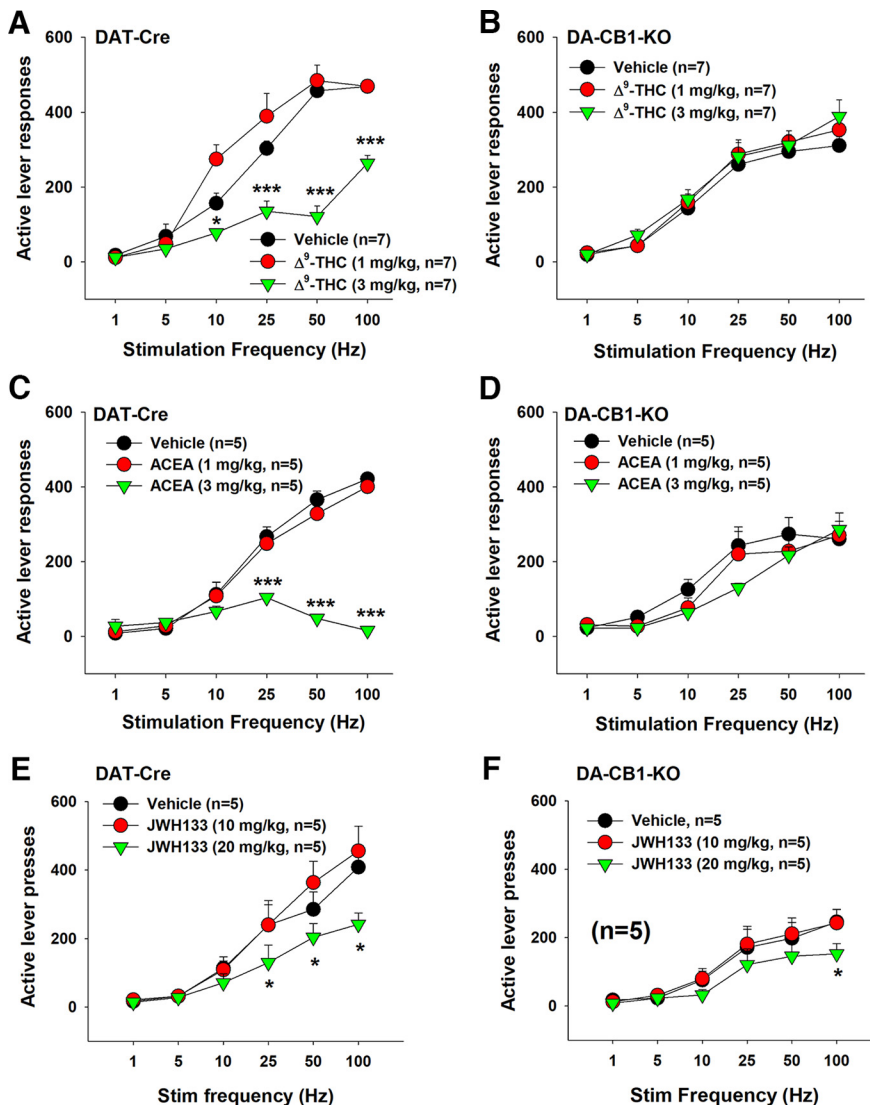 A
DAT-Cre
600
400
200
0
Active lever responses
***
***
***
*
Vehicle (n=7)
Δ⁹-THC (1 mg/kg, n=7)
Δ⁹-THC (3 mg/kg, n=7)
1 5 10 25 50 100
Stimulation Frequency (Hz)
B
DA-CB1-KO
600
400
200
0
Active lever responses
Vehicle (n=7)
Δ⁹-THC (1 mg/kg, n=7)
Δ⁹-THC (3 mg/kg, n=7)
1 5 10 25 50 100
Stimulation Frequency (Hz)
C
DAT-Cre
600
400
200
0
Active lever responses
Vehicle (n=5)
ACEA (1 mg/kg, n=5)
ACEA (3 mg/kg, n=5)
***
***
***
1 5 10 25 50 100
Stimulation Frequency (Hz)
D
DA-CB1-KO
600
400
200
0
Active lever responses
Vehicle (n=5)
ACEA (1 mg/kg, n=5)
ACEA (3 mg/kg, n=5)
1 5 10 25 50 100
Stimulation Frequency (Hz)
E
DAT-Cre
600
400
200
0
Active lever presses
Vehicle (n=5)
JWH133 (10 mg/kg, n=5)
JWH133 (20 mg/kg, n=5)
*
*
*
1 5 10 25 50 100
Stim frequency (Hz)
F
DA-CB1-KO
600
400
200
0
Active lever presses
Vehicle, n=5
JWH133 (10 mg/kg, n=5)
JWH133 (20 mg/kg, n=5)
(n=5)
*
1 5 10 25 50 100
Stim Frequency (Hz)